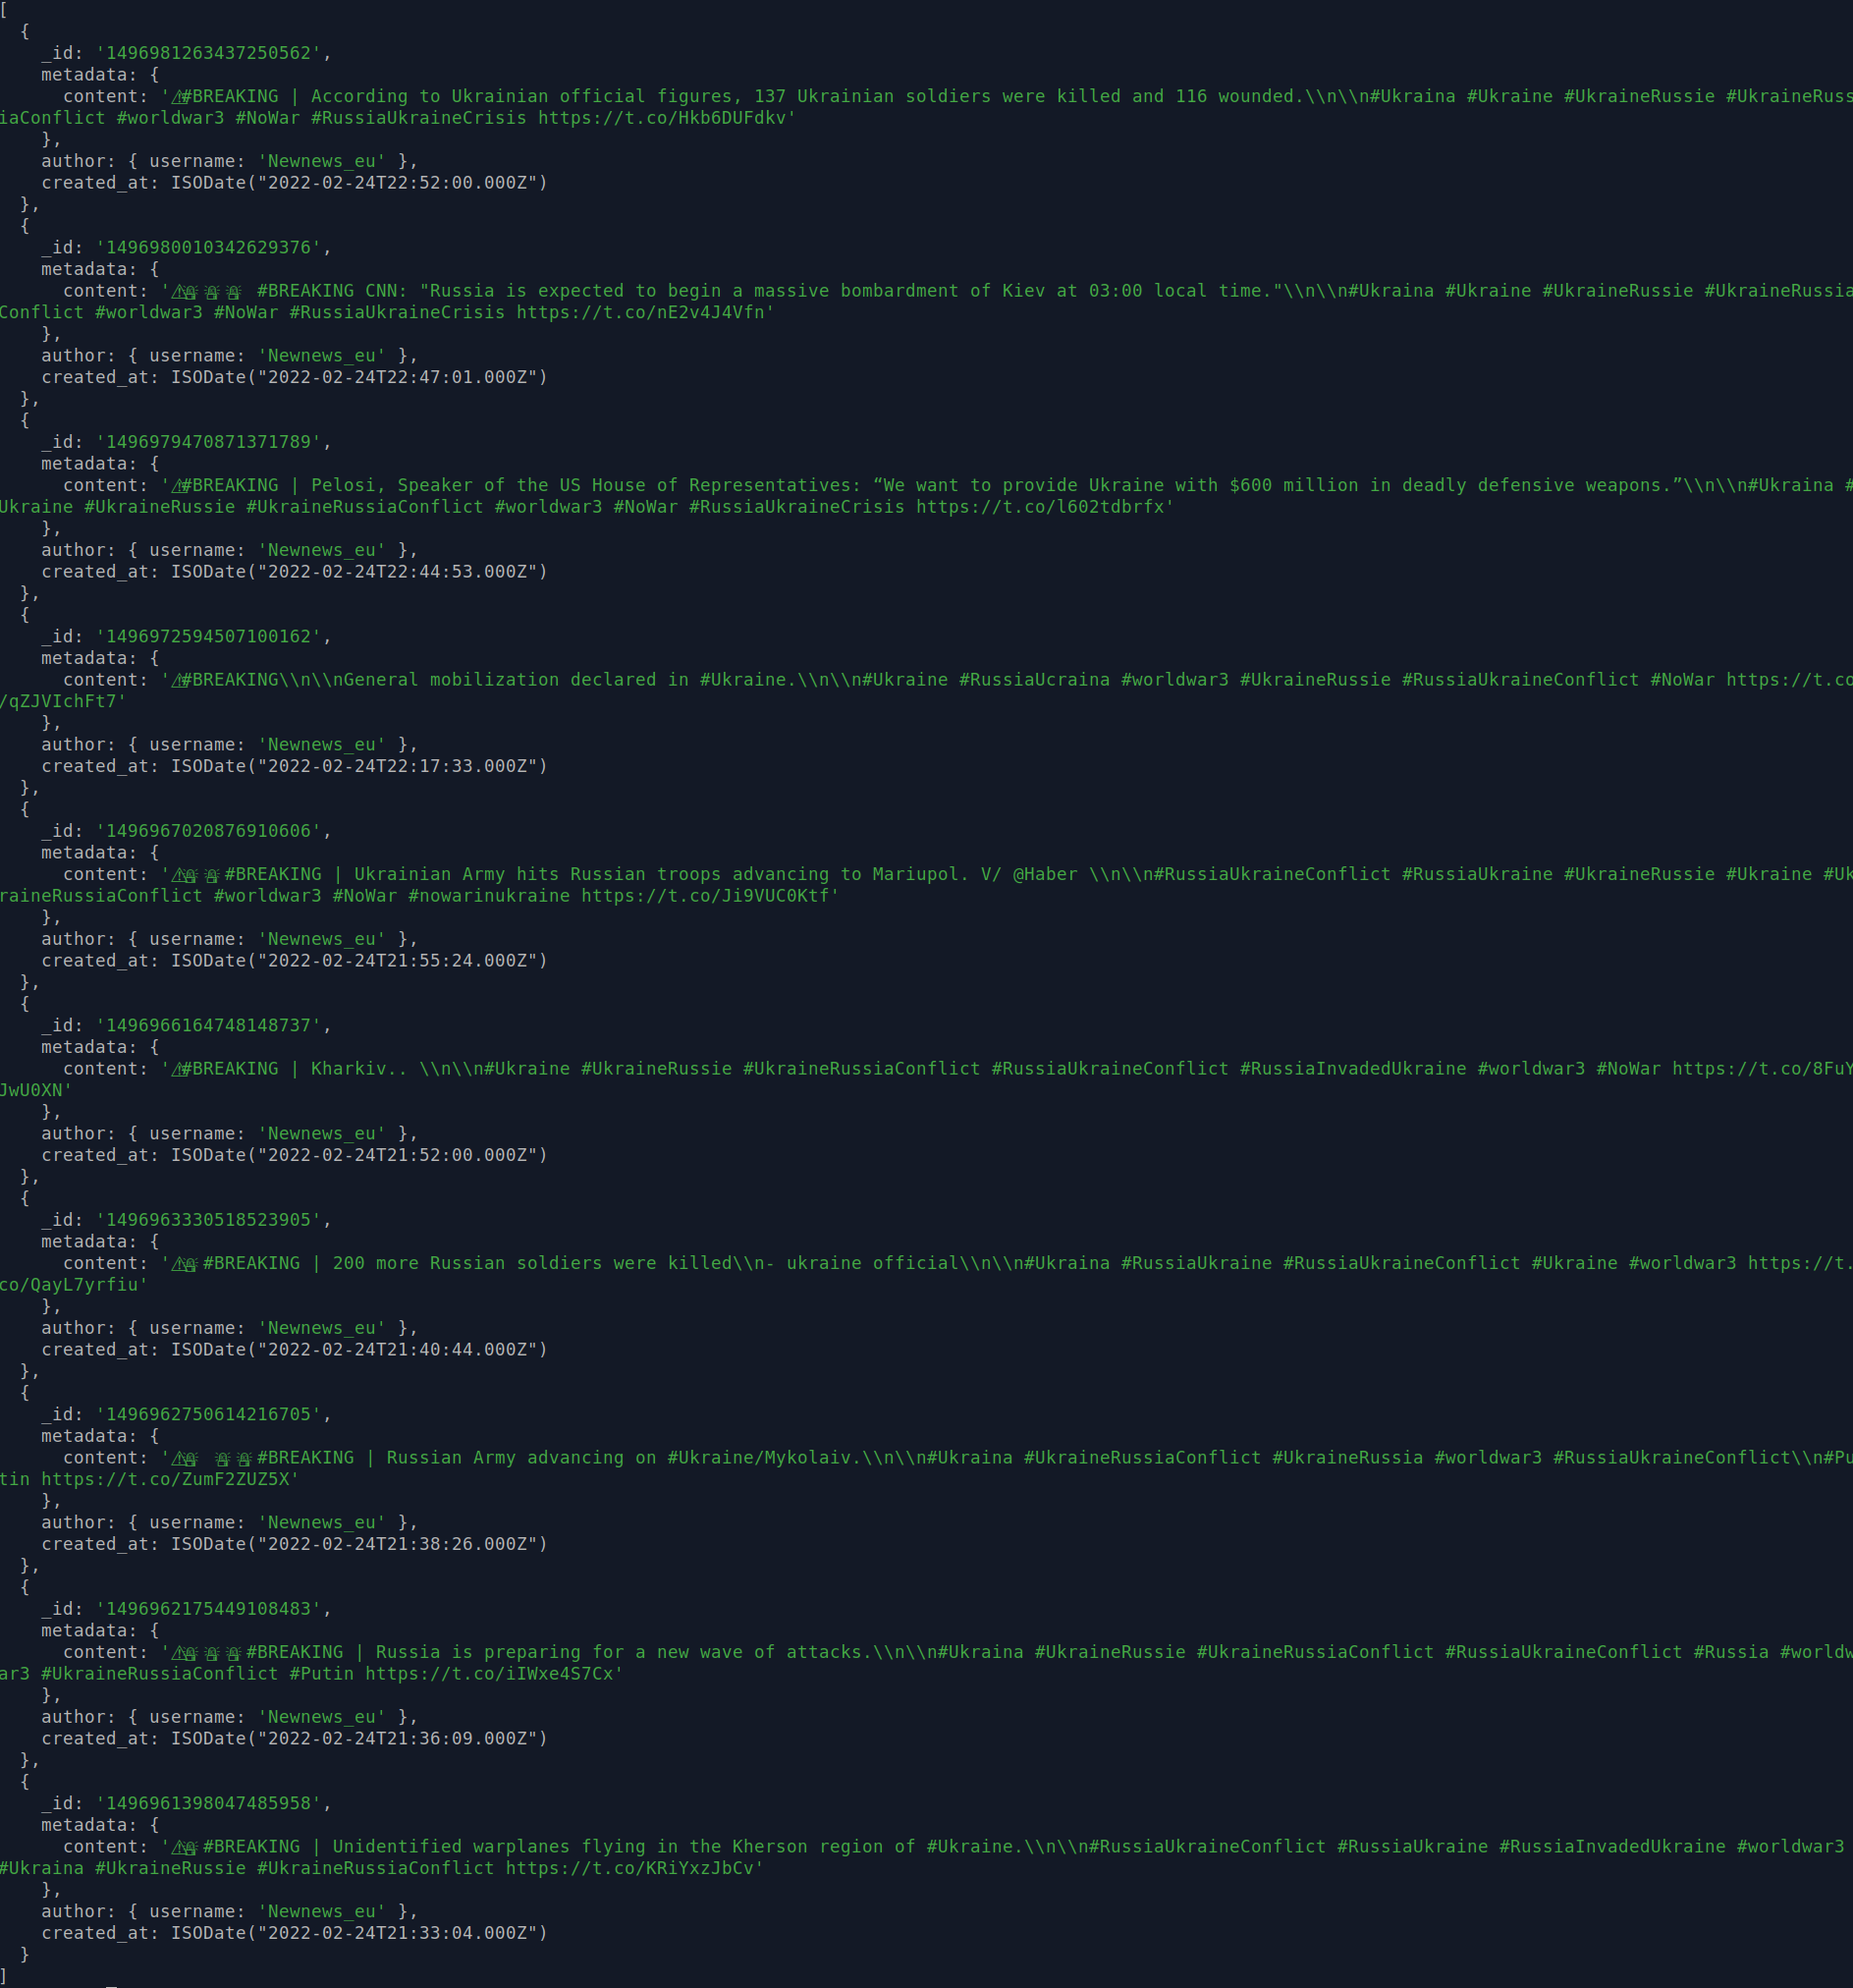 [
  {
    _id: '1496981263437250562',
    metadata: {
      content: '⚠️#BREAKING | According to Ukrainian official figures, 137 Ukrainian soldiers were killed and 116 wounded.\\n\\n#Ukraina #Ukraine #UkraineRussie #UkraineRuss
iaConflict #worldwar3 #NoWar #RussiaUkraineCrisis https://t.co/Hkb6DUFdkv'
    },
    author: { username: 'Newnews_eu' },
    created_at: ISODate("2022-02-24T22:52:00.000Z")
  },
  {
    _id: '1496980010342629376',
    metadata: {
      content: '⚠️🚨🚨🚨 #BREAKING CNN: "Russia is expected to begin a massive bombardment of Kiev at 03:00 local time."\\n\\n#Ukraina #Ukraine #UkraineRussie #UkraineRussia
Conflict #worldwar3 #NoWar #RussiaUkraineCrisis https://t.co/nE2v4J4Vfn'
    },
    author: { username: 'Newnews_eu' },
    created_at: ISODate("2022-02-24T22:47:01.000Z")
  },
  {
    _id: '1496979470871371789',
    metadata: {
      content: '⚠️#BREAKING | Pelosi, Speaker of the US House of Representatives: “We want to provide Ukraine with $600 million in deadly defensive weapons.”\\n\\n#Ukraina #
Ukraine #UkraineRussie #UkraineRussiaConflict #worldwar3 #NoWar #RussiaUkraineCrisis https://t.co/l602tdbrfx'
    },
    author: { username: 'Newnews_eu' },
    created_at: ISODate("2022-02-24T22:44:53.000Z")
  },
  {
    _id: '1496972594507100162',
    metadata: {
      content: '⚠️#BREAKING\\n\\nGeneral mobilization declared in #Ukraine.\\n\\n#Ukraine #RussiaUcraina #worldwar3 #UkraineRussie #RussiaUkraineConflict #NoWar https://t.co
/qZJVIchFt7'
    },
    author: { username: 'Newnews_eu' },
    created_at: ISODate("2022-02-24T22:17:33.000Z")
  },
  {
    _id: '1496967020876910606',
    metadata: {
      content: '⚠️🚨🚨#BREAKING | Ukrainian Army hits Russian troops advancing to Mariupol. V/ @Haber \\n\\n#RussiaUkraineConflict #RussiaUkraine #UkraineRussie #Ukraine #Uk
raineRussiaConflict #worldwar3 #NoWar #nowarinukraine https://t.co/Ji9VUC0Ktf'
    },
    author: { username: 'Newnews_eu' },
    created_at: ISODate("2022-02-24T21:55:24.000Z")
  },
  {
    _id: '1496966164748148737',
    metadata: {
      content: '⚠️#BREAKING | Kharkiv.. \\n\\n#Ukraine #UkraineRussie #UkraineRussiaConflict #RussiaUkraineConflict #RussiaInvadedUkraine #worldwar3 #NoWar https://t.co/8FuY
JwU0XN'
    },
    author: { username: 'Newnews_eu' },
    created_at: ISODate("2022-02-24T21:52:00.000Z")
  },
  {
    _id: '1496963330518523905',
    metadata: {
      content: '⚠️🚨#BREAKING | 200 more Russian soldiers were killed\\n- ukraine official\\n\\n#Ukraina #RussiaUkraine #RussiaUkraineConflict #Ukraine #worldwar3 https://t.
co/QayL7yrfiu'
    },
    author: { username: 'Newnews_eu' },
    created_at: ISODate("2022-02-24T21:40:44.000Z")
  },
  {
    _id: '1496962750614216705',
    metadata: {
      content: '⚠️🚨 🚨🚨#BREAKING | Russian Army advancing on #Ukraine/Mykolaiv.\\n\\n#Ukraina #UkraineRussiaConflict #UkraineRussia #worldwar3 #RussiaUkraineConflict\\n#Pu
tin https://t.co/ZumF2ZUZ5X'
    },
    author: { username: 'Newnews_eu' },
    created_at: ISODate("2022-02-24T21:38:26.000Z")
  },
  {
    _id: '1496962175449108483',
    metadata: {
      content: '⚠️🚨🚨🚨#BREAKING | Russia is preparing for a new wave of attacks.\\n\\n#Ukraina #UkraineRussie #UkraineRussiaConflict #RussiaUkraineConflict #Russia #worldw
ar3 #UkraineRussiaConflict #Putin https://t.co/iIWxe4S7Cx'
    },
    author: { username: 'Newnews_eu' },
    created_at: ISODate("2022-02-24T21:36:09.000Z")
  },
  {
    _id: '1496961398047485958',
    metadata: {
      content: '⚠️🚨#BREAKING | Unidentified warplanes flying in the Kherson region of #Ukraine.\\n\\n#RussiaUkraineConflict #RussiaUkraine #RussiaInvadedUkraine #worldwar3
#Ukraina #UkraineRussie #UkraineRussiaConflict https://t.co/KRiYxzJbCv'
    },
    author: { username: 'Newnews_eu' },
    created_at: ISODate("2022-02-24T21:33:04.000Z")
  }
]